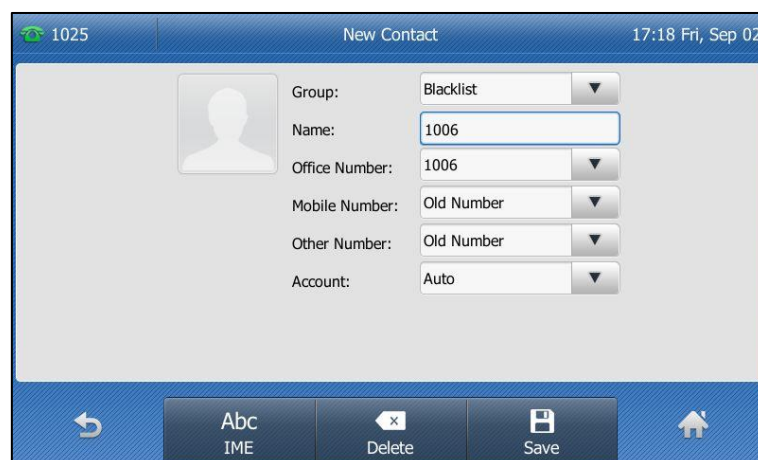 1025 New Contact 17:18 Fri, Sep 02
Group: Blacklist
Name: 1006
Office Number: 1006
Mobile Number: Old Number
Other Number: Old Number
Account: Auto
Abc
IME Delete Save